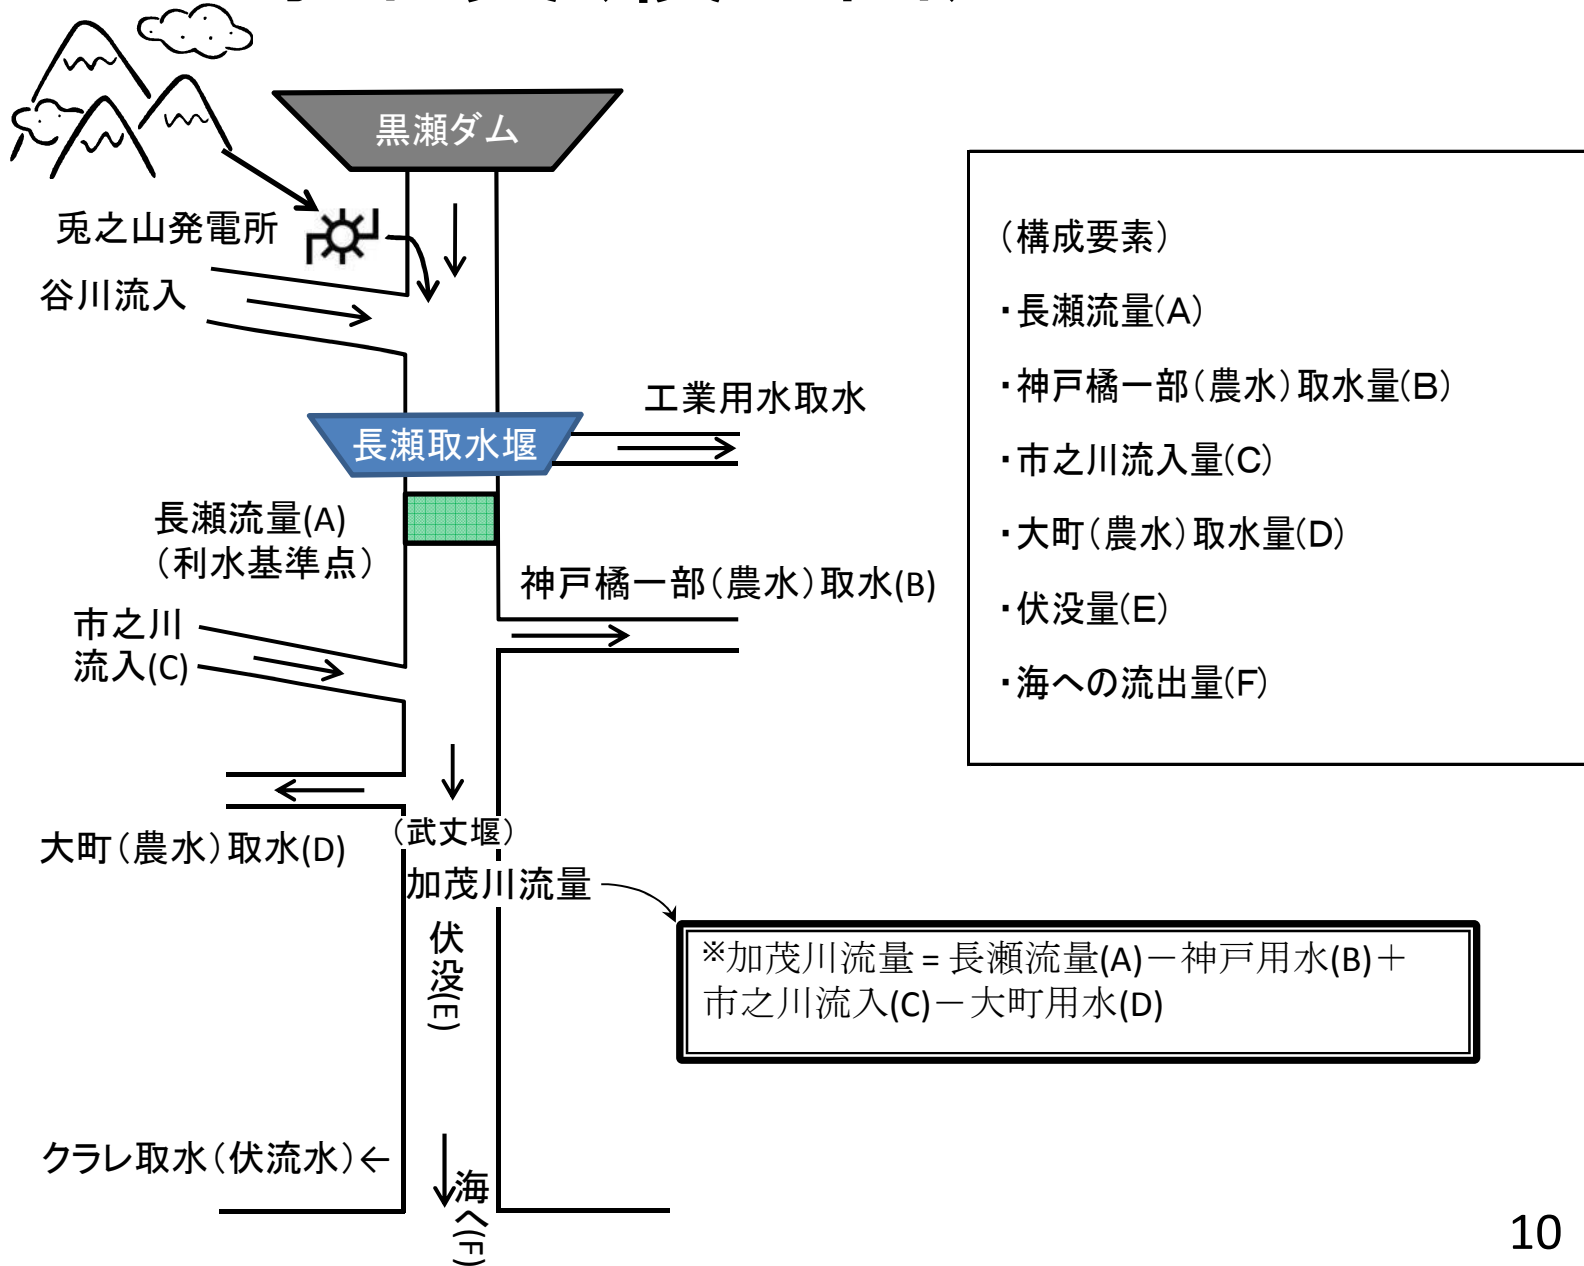 黒瀬ダム
兎之山発電所
谷川流入
工業用水取水
長瀬取水堰
長瀬流量(A)
（利水基準点）
神戸橘一部（農水）取水(B)
市之川
流入(C)
大町（農水）取水(D)
（武丈堰）
加茂川流量
伏没(E)
※加茂川流量 = 長瀬流量(A)－神戸用水(B)＋
市之川流入(C)－大町用水(D)
クラレ取水（伏流水）←
海へ(F)
（構成要素）
・長瀬流量(A)
・神戸橘一部（農水）取水量(B)
・市之川流入量(C)
・大町（農水）取水量(D)
・伏没量(E)
・海への流出量(F)
10